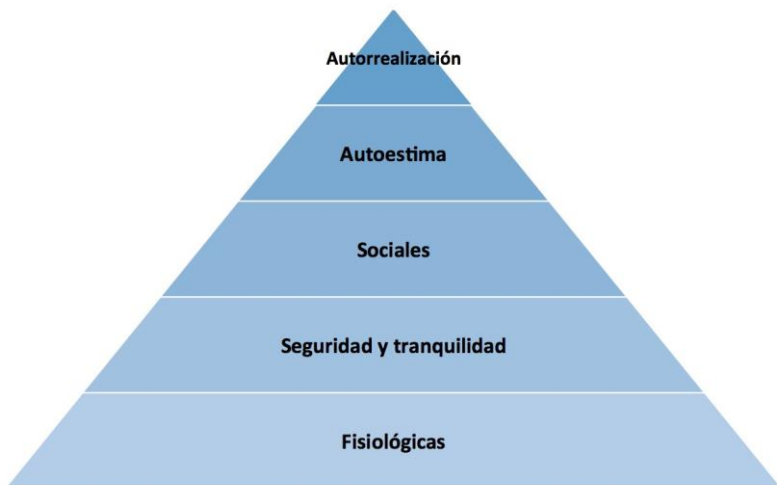 Autorrealización
Autoestima
Sociales
Seguridad y tranquilidad
Fisiológicas